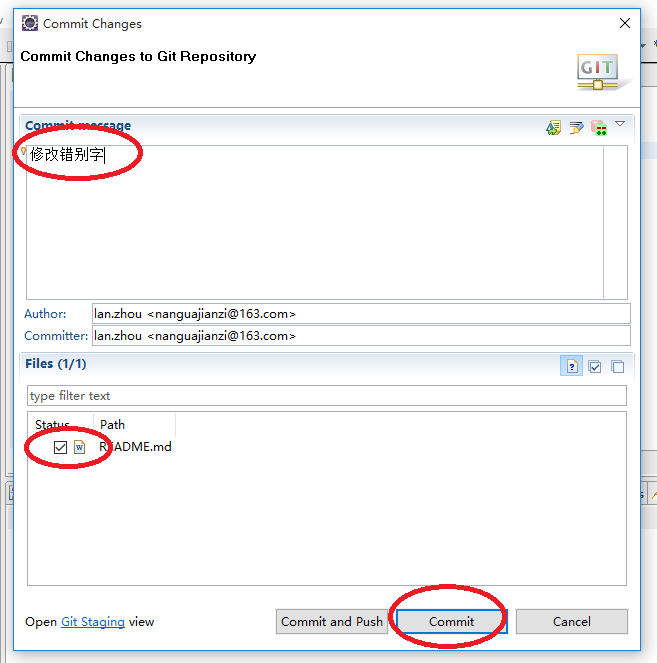 Commit Changes
Commit Changes to Git Repository
GIT
Commit message
修改错别字
Author: lan.zhou <nanguajianzi@163.com>
Committer: lan.zhou <nanguajianzi@163.com>
Files (1/1)
type filter text
Status Path
README.md
Open Git Staging view
Commit and Push
Commit
Cancel